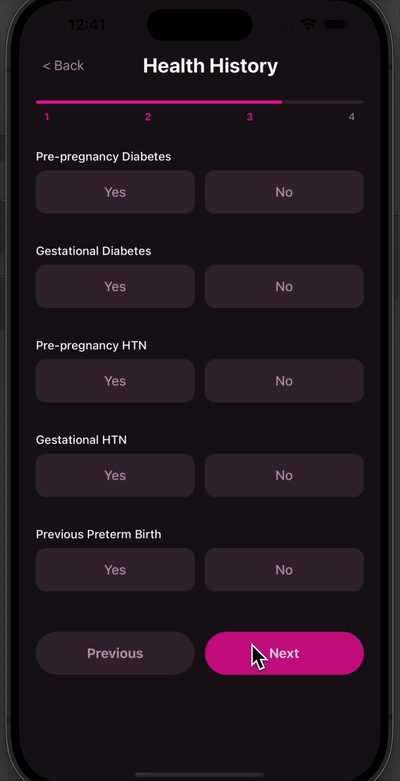 12:41
< Back
Health History
1 2 3 4
Pre-pregnancy Diabetes
Yes No
Gestational Diabetes
Yes No
Pre-pregnancy HTN
Yes No
Gestational HTN
Yes No
Previous Preterm Birth
Yes No
Previous Next